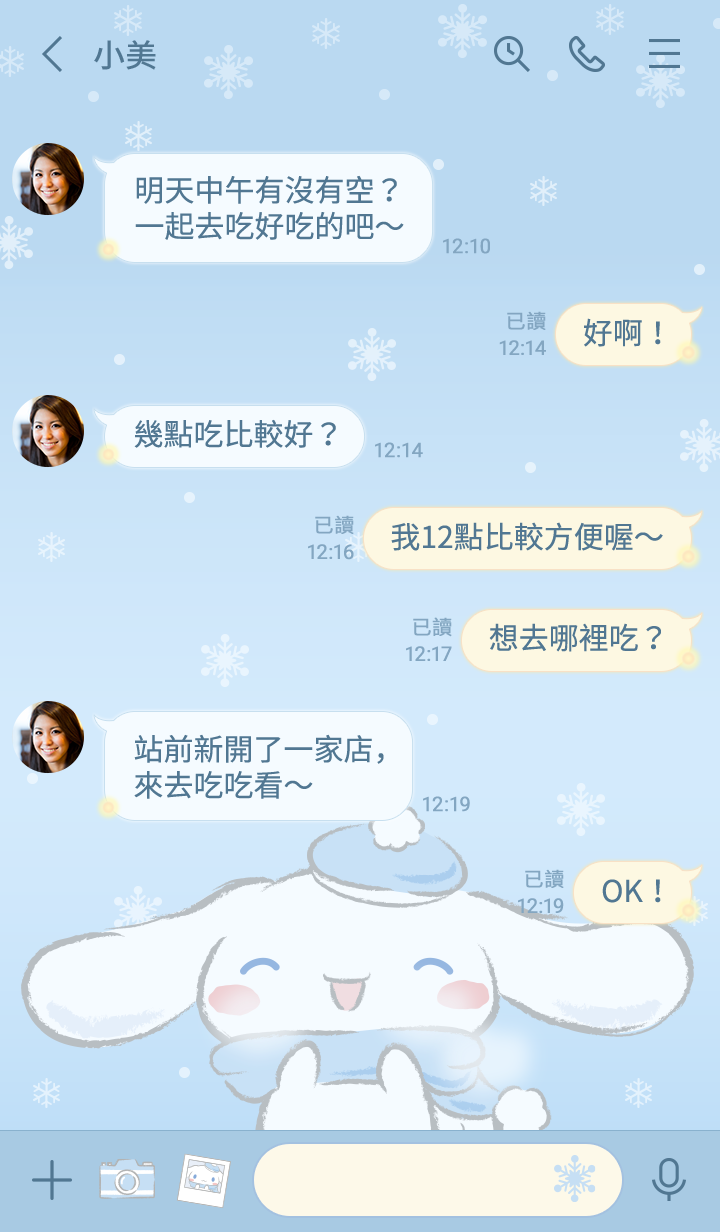 小美
明天中午有沒有空？
一起去吃好吃的吧～
12:10
已讀
12:14
好啊！
幾點吃比較好？
12:14
已讀
12:16
我12點比較方便喔～
已讀
12:17
想去哪裡吃？
站前新開了一家店，
來去吃吃看～
12:19
已讀
12:19
OK！